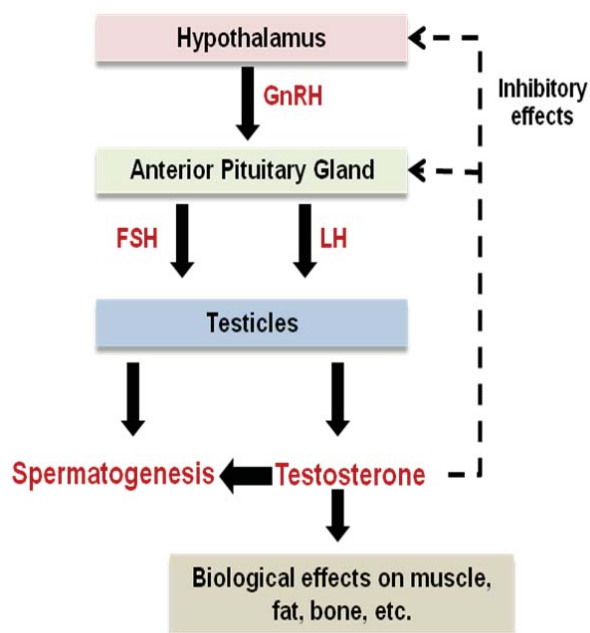 Hypothalamus
GnRH
Inhibitory
effects
Anterior Pituitary Gland
FSH
LH
Testicles
Spermatogenesis
Testosterone
Biological effects on muscle,
fat, bone, etc.